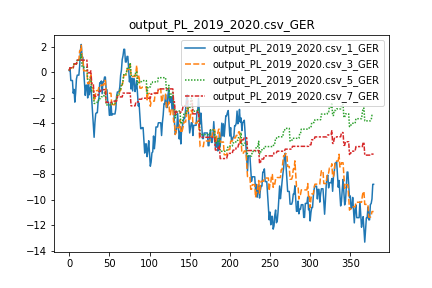 output_PL_2019_2020.csv_GER
output_PL_2019_2020.csv_1_GER
output_PL_2019_2020.csv_3_GER
output_PL_2019_2020.csv_5_GER
output_PL_2019_2020.csv_7_GER
2
0
−2
−4
−6
−8
−10
−12
−14
0 50 100 150 200 250 300 350